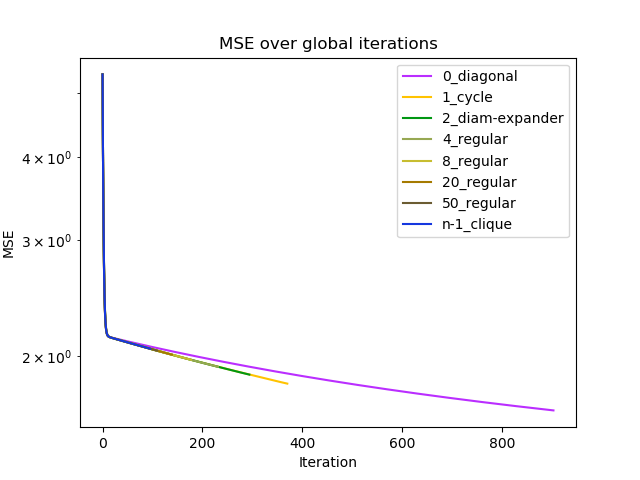 MSE over global iterations
MSE
4 × 10⁰
3 × 10⁰
2 × 10⁰
0_diagonal
1_cycle
2_diam-expander
4_regular
8_regular
20_regular
50_regular
n-1_clique
0 200 400 600 800
Iteration